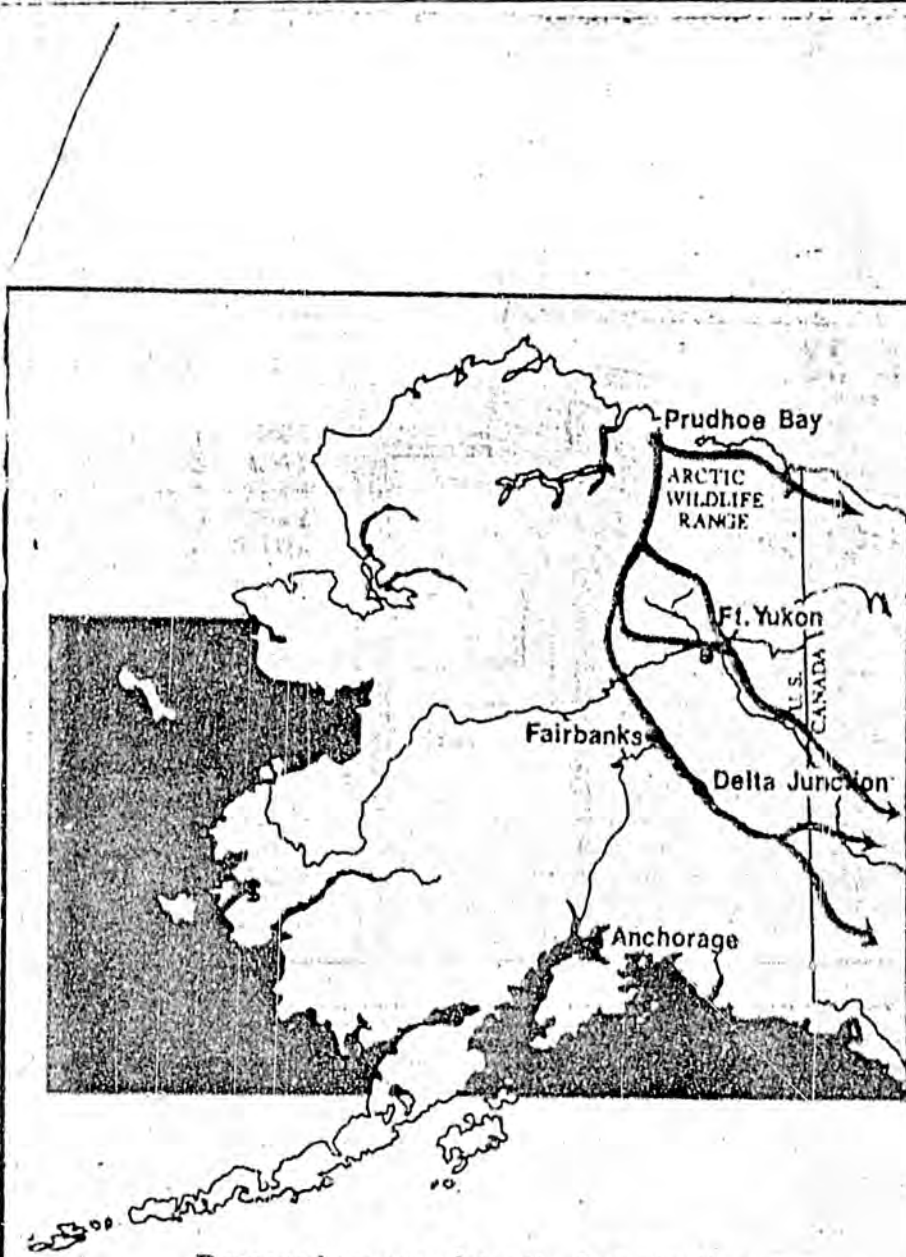 Prudhoe Bay
ARCTIC
WILDLIFE
RANGE
Ft. Yukon
U.S.
CANADA
Fairbanks
Delta Junction
Anchorage